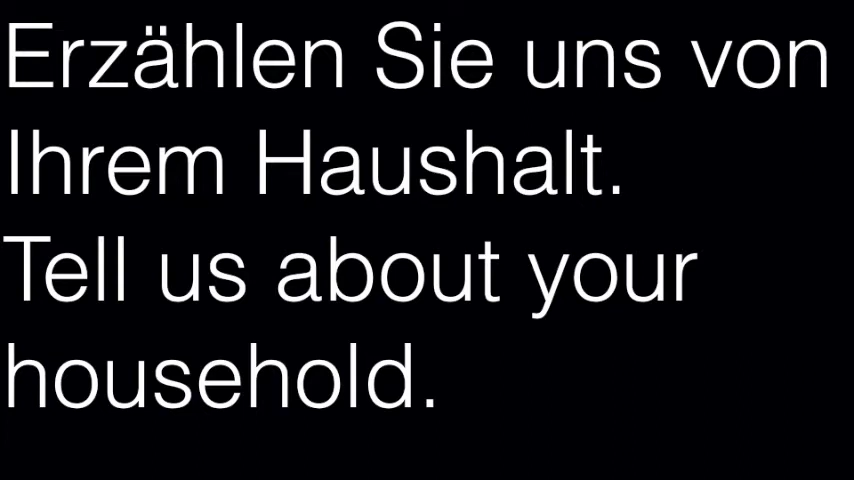 Erzählen Sie uns von
Ihrem Haushalt.
Tell us about your
household.